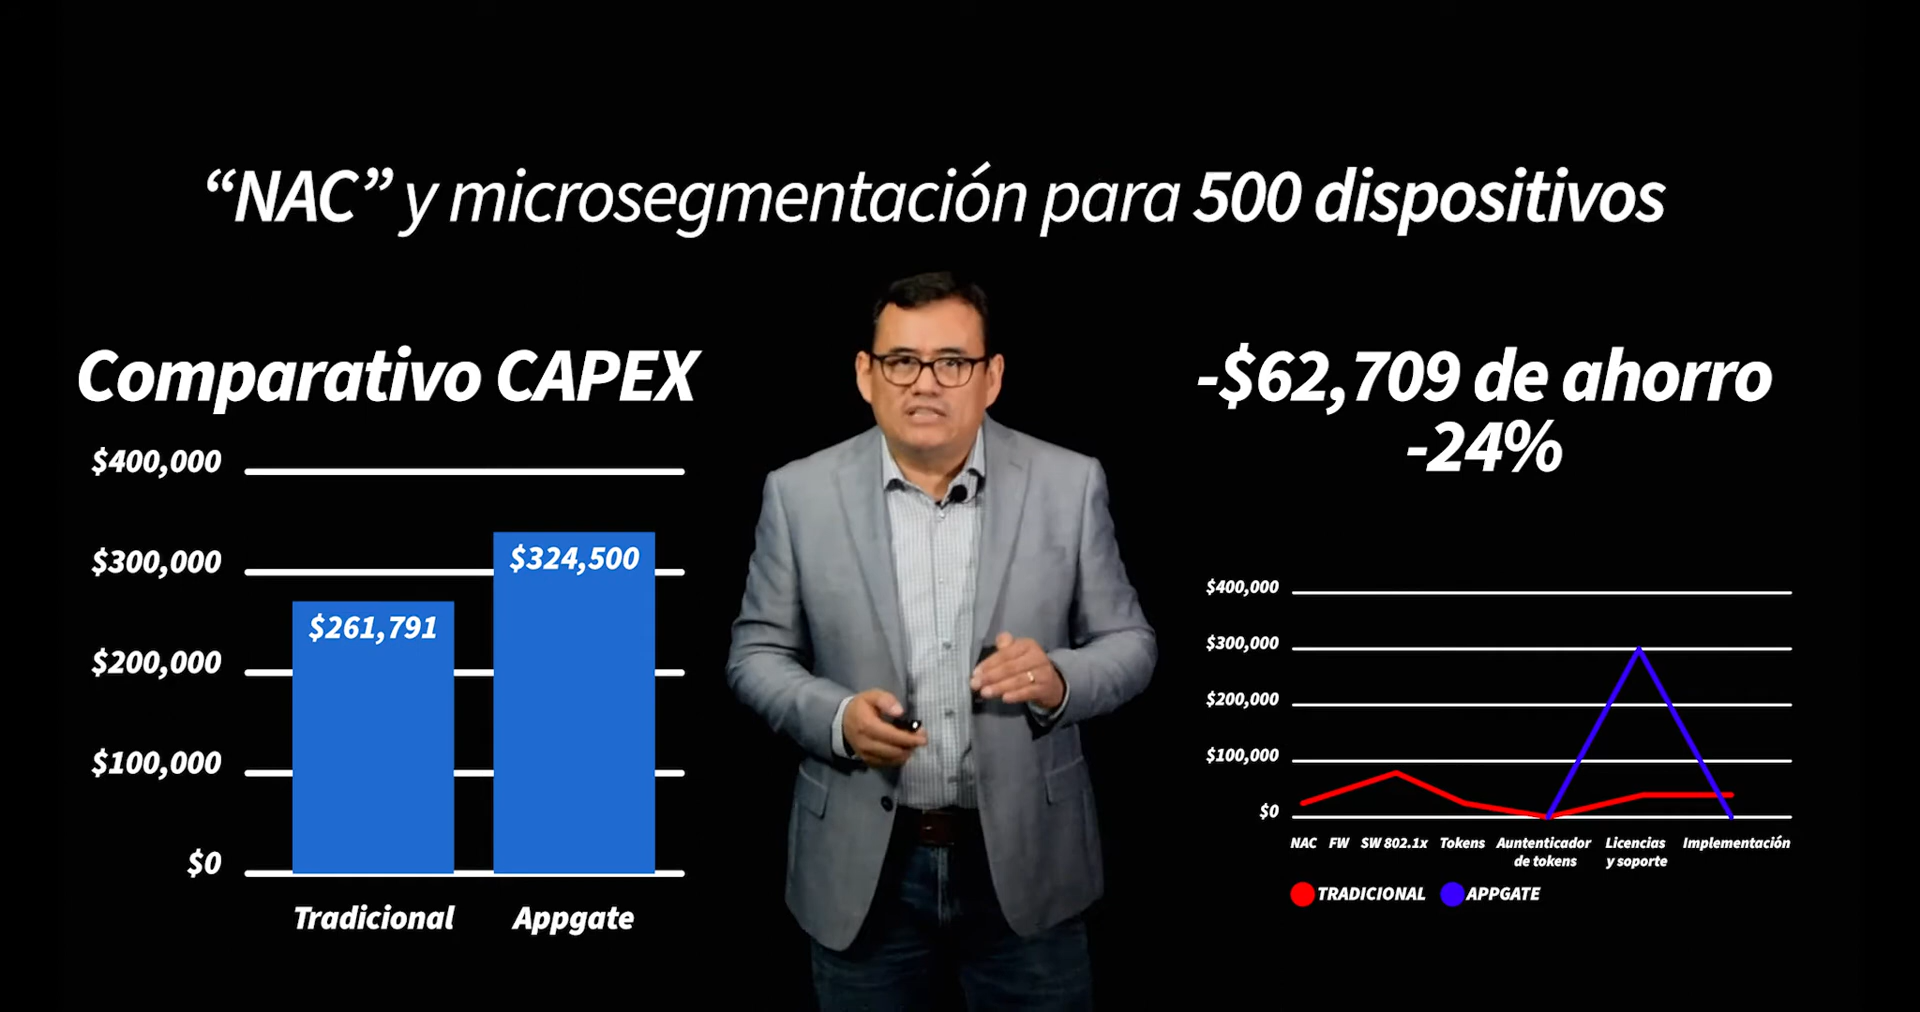 “NAC” y microsegmentación para 500 dispositivos
Comparativo CAPEX
$400,000
$300,000
$200,000
$100,000
$0
$261,791
$324,500
Tradicional
Appgate
-$62,709 de ahorro
-24%
$400,000
$300,000
$200,000
$100,000
$0
NAC FW SW 802.1x Tokens Auntenticador Licencias Implementación
de tokens y soporte
TRADICIONAL APPGATE